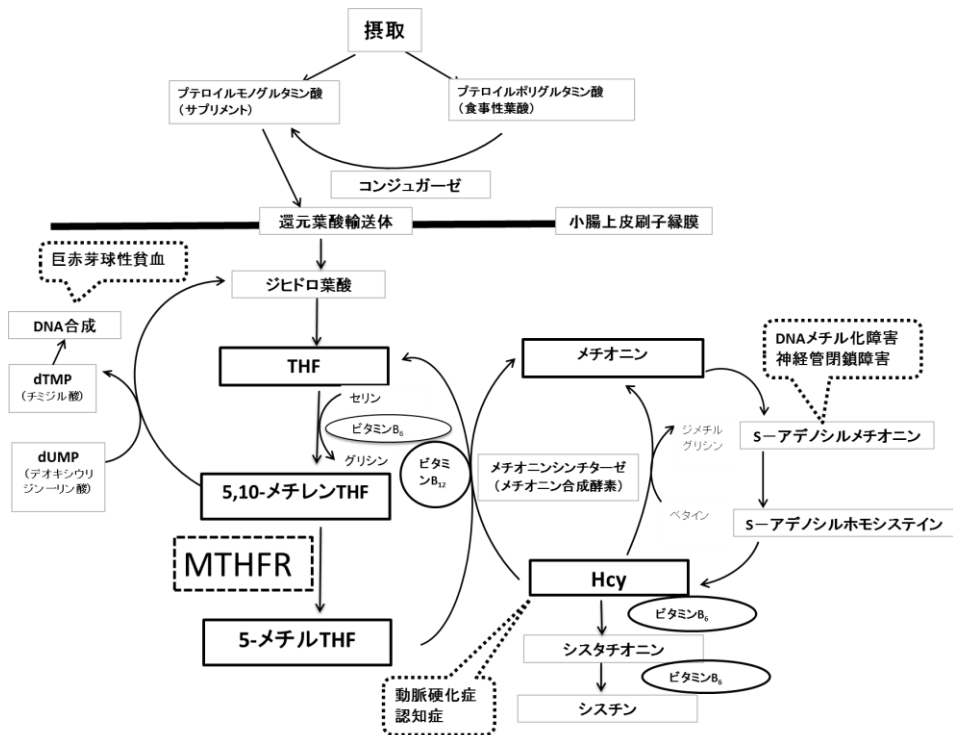 摂取
プテロイルモノグルタミン酸
（サプリメント）
プテロイルポリグルタミン酸
（食事性葉酸）
コンジュガーゼ
還元葉酸輸送体
小腸上皮刷子縁膜
巨赤芽球性貧血
ジヒドロ葉酸
DNA合成
THF
メチオニン
DNAメチル化障害
神経管閉鎖障害
dTMP
（チミジル酸）
セリン
ビタミンB₆
グリシン
ジメチル
グリシン
S－アデノシルメチオニン
dUMP
（デオキシウリ
ジン－リン酸）
ビタミ
ンB₁₂
メチオニンシンチターゼ
（メチオニン合成酵素）
5,10-メチレンTHF
ベタイン
S－アデノシルホモシステイン
MTHFR
Hcy
ビタミンB₆
5-メチルTHF
シスタチオニン
ビタミンB₆
動脈硬化症
認知症
シスチン